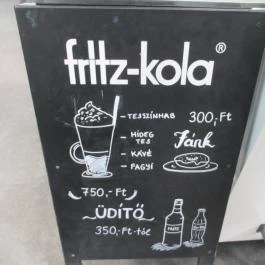 fritz-kola®
TEJSZÍNHAB
300,-Ft
HIDEG
TEJ
Fánk
KÁVÉ
FAGYI
750,-Ft
ÜDÍTŐ
350,-Ft-tól